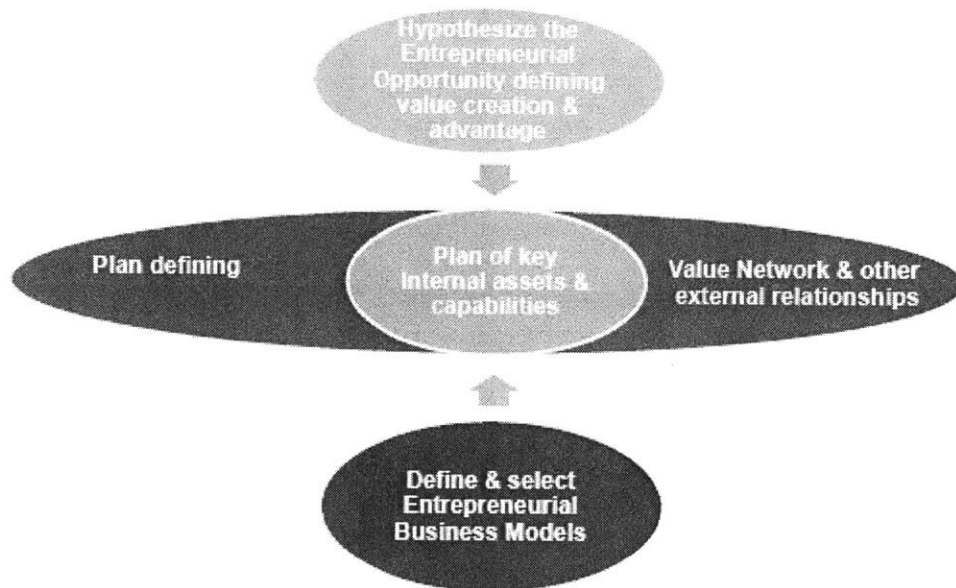 Hypothesize the
Entrepreneurial
Opportunity defining
value creation &
advantage
Plan defining
Plan of key
Internal assets &
capabilities
Value Network & other
external relationships
Define & select
Entrepreneurial
Business Models